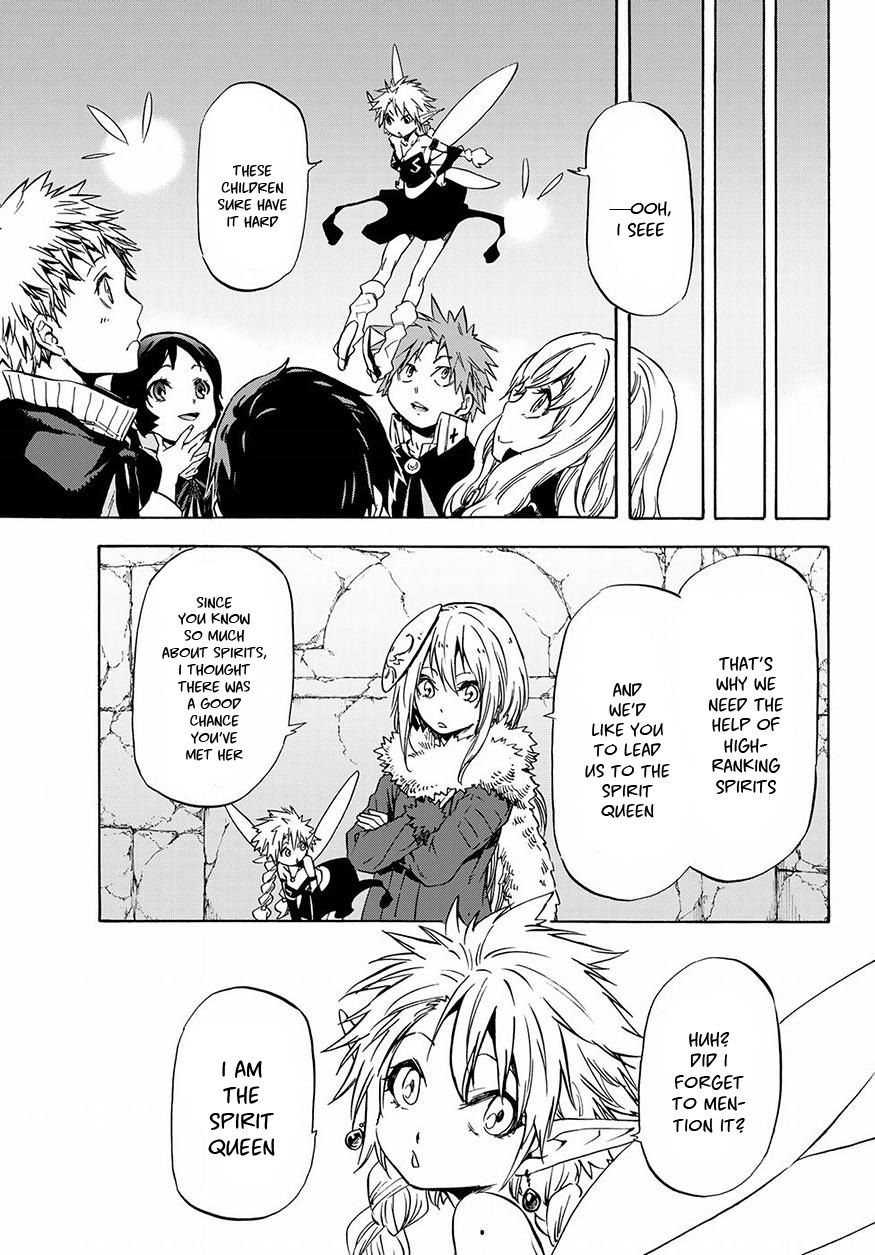 —OOH,
I SEEE
THESE
CHILDREN
SURE HAVE
IT HARD
THAT'S
WHY WE
NEED THE
HELP OF
HIGH-
RANKING
SPIRITS
AND
WE'D
LIKE YOU
TO LEAD
US TO THE
SPIRIT
QUEEN
SINCE
YOU KNOW
SO MUCH
ABOUT SPIRITS,
I THOUGHT
THERE WAS
A GOOD
CHANCE
YOU'VE
MET HER
HUH?
DID I
FORGET
TO MEN-
TION IT?
I AM
THE
SPIRIT
QUEEN